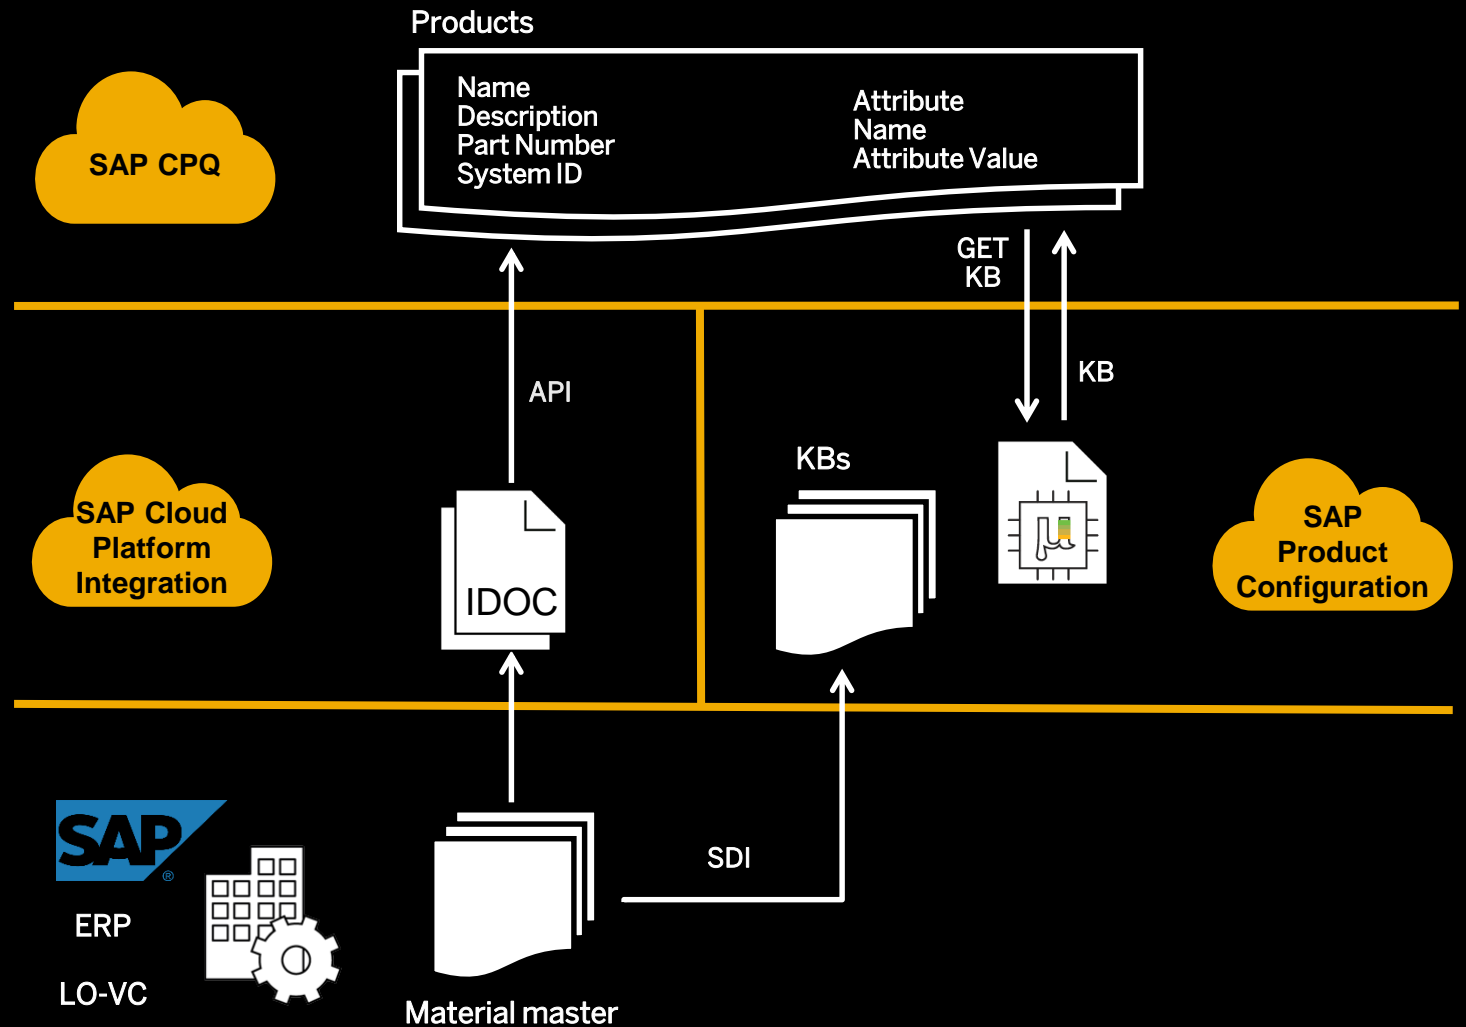 Products
Name
Description
Part Number
System ID
Attribute
Name
Attribute Value
SAP CPQ
GET
KB
KB
API
KBs
SAP Cloud
Platform
Integration
IDOC
µ
SAP
Product
Configuration
SDI
SAP
®
ERP
LO-VC
Material master